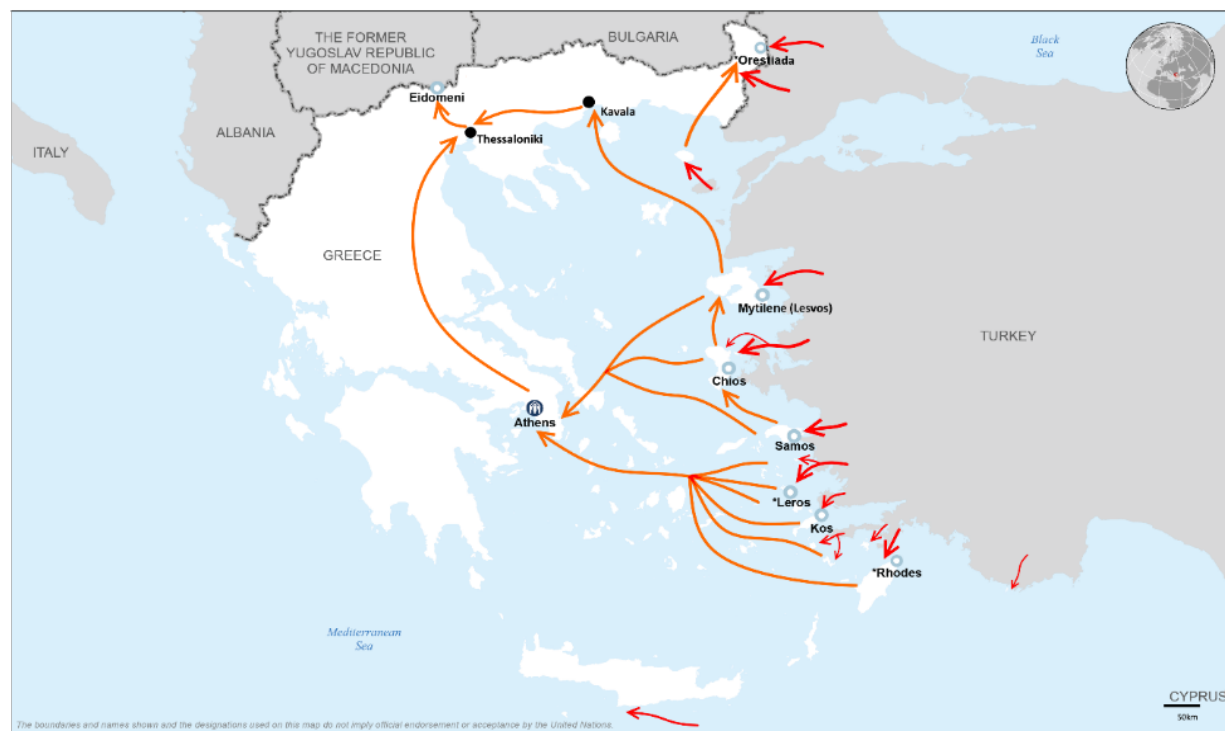 THE FORMER
YUGOSLAV REPUBLIC
OF MACEDONIA
BULGARIA
Black
Sea
*Orestiada
Eidomeni
Kavala
ALBANIA
Thessaloniki
ITALY
GREECE
Mytilene (Lesvos)
TURKEY
Chios
Athens
Samos
*Leros
Kos
*Rhodes
Mediterranean
Sea
CYPRUS
50km
The boundaries and names shown and the designations used on this map do not imply official endorsement or acceptance by the United Nations.